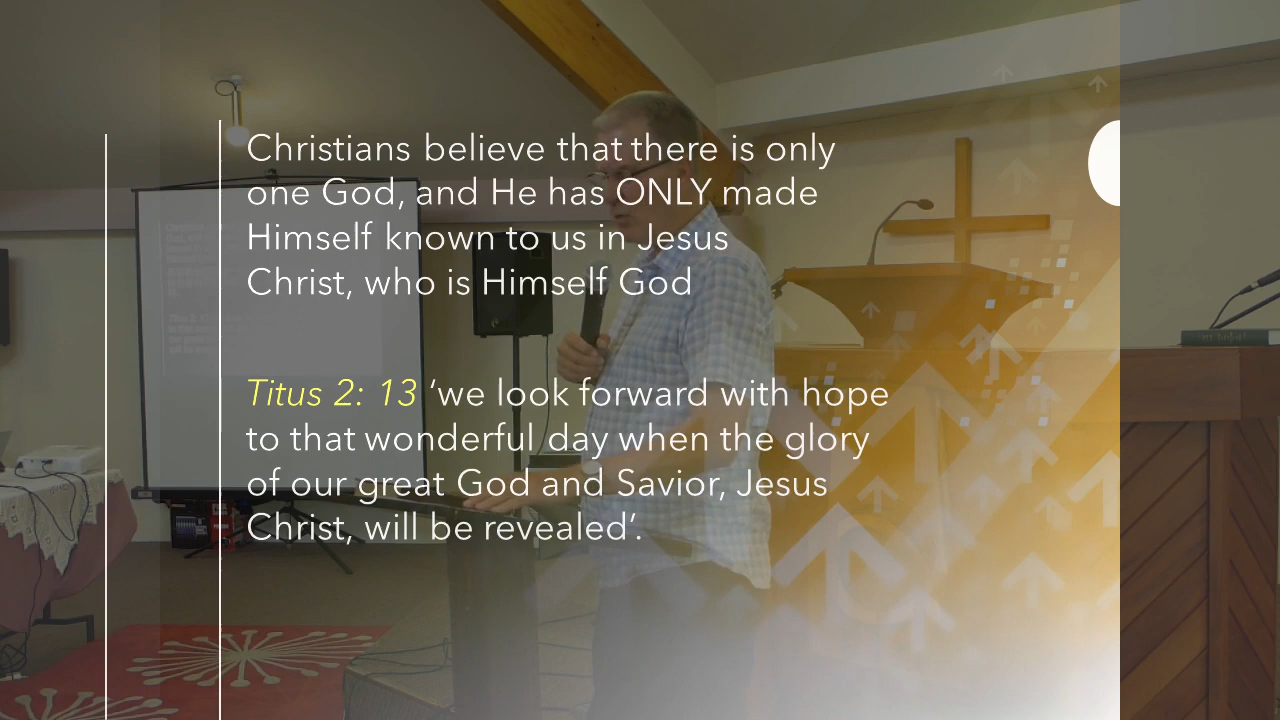 Christians believe that there is only
one God, and He has ONLY made
Himself known to us in Jesus
Christ, who is Himself God
Titus 2: 13 ‘we look forward with hope
to that wonderful day when the glory
of our great God and Savior, Jesus
Christ, will be revealed’.